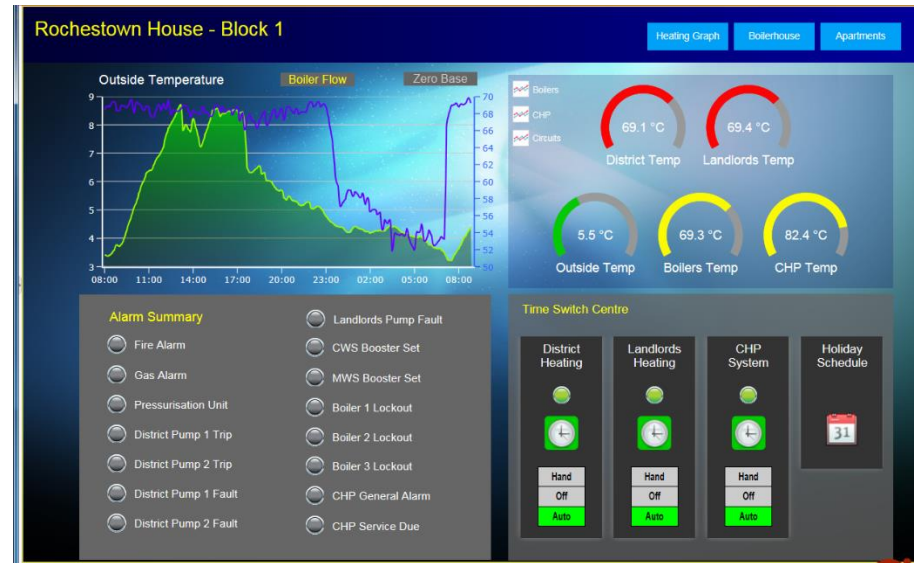 Rochestown House - Block 1
Heating Graph
Boilerhouse
Apartments
Outside Temperature
Boiler Flow
Zero Base
9
8
7
6
5
4
3
70
68
66
64
62
60
58
56
54
52
50
08:00 11:00 14:00 17:00 20:00 23:00 02:00 05:00 08:00
Boilers
CHP
Circuits
69.1 °C
District Temp
69.4 °C
Landlords Temp
5.5 °C
Outside Temp
69.3 °C
Boilers Temp
82.4 °C
CHP Temp
Alarm Summary
Fire Alarm
Gas Alarm
Pressurisation Unit
District Pump 1 Trip
District Pump 2 Trip
District Pump 1 Fault
District Pump 2 Fault
Landlords Pump Fault
CWS Booster Set
MWS Booster Set
Boiler 1 Lockout
Boiler 2 Lockout
Boiler 3 Lockout
CHP General Alarm
CHP Service Due
Time Switch Centre
District
Heating
Hand
Off
Auto
Landlords
Heating
Hand
Off
Auto
CHP
System
Hand
Off
Auto
Holiday
Schedule
31